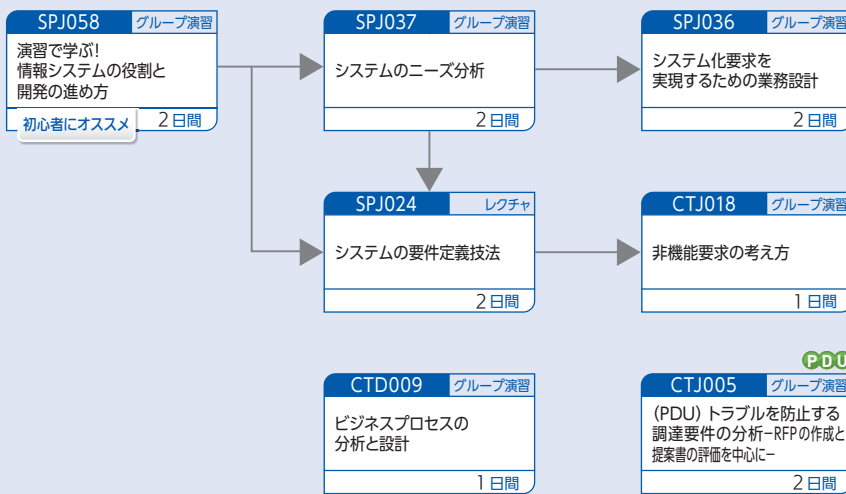 SPJ058 グループ演習
演習で学ぶ!
情報システムの役割と
開発の進め方
初心者にオススメ 2日間
SPJ037 グループ演習
システムのニーズ分析
2日間
SPJ036 グループ演習
システム化要求を
実現するための業務設計
2日間
SPJ024 レクチャ
システムの要件定義技法
2日間
CTJ018 グループ演習
非機能要求の考え方
1日間
CTD009 グループ演習
ビジネスプロセスの
分析と設計
1日間
PDU
CTJ005 グループ演習
(PDU)トラブルを防止する
調達要件の分析−RFPの作成と
提案書の評価を中心に−
2日間